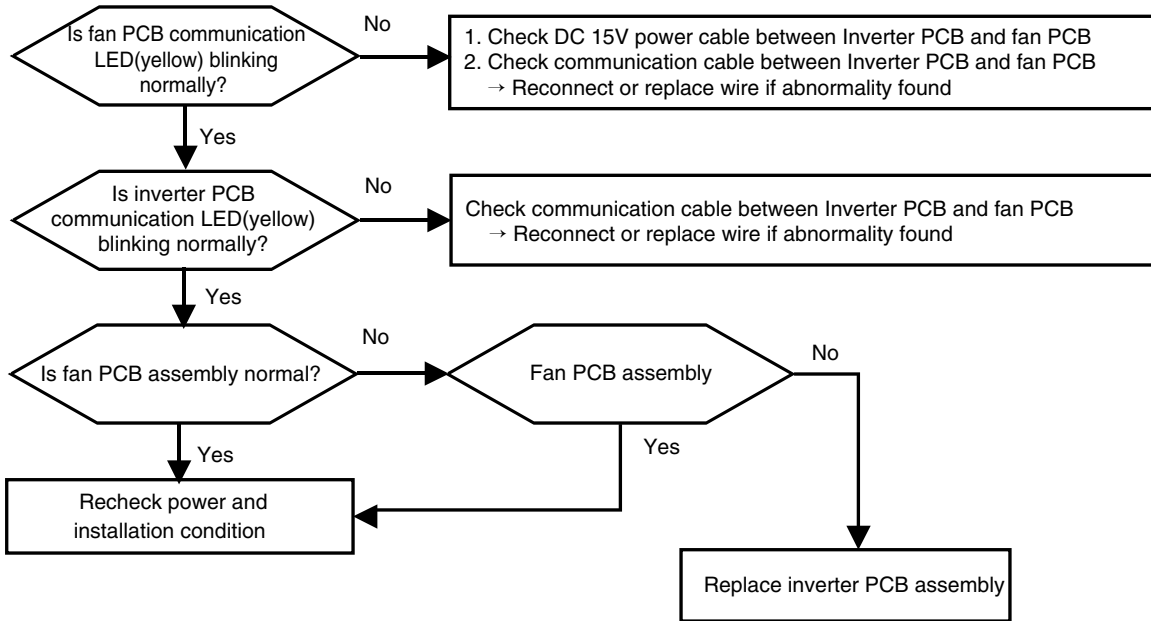 Is fan PCB communication
LED(yellow) blinking
normally?
No
1. Check DC 15V power cable between Inverter PCB and fan PCB
2. Check communication cable between Inverter PCB and fan PCB
→ Reconnect or replace wire if abnormality found
Yes
Is inverter PCB
communication LED(yellow)
blinking normally?
No
Check communication cable between Inverter PCB and fan PCB
→ Reconnect or replace wire if abnormality found
Yes
Is fan PCB assembly normal?
No
Fan PCB assembly
No
Yes
Yes
Recheck power and
installation condition
Replace inverter PCB assembly